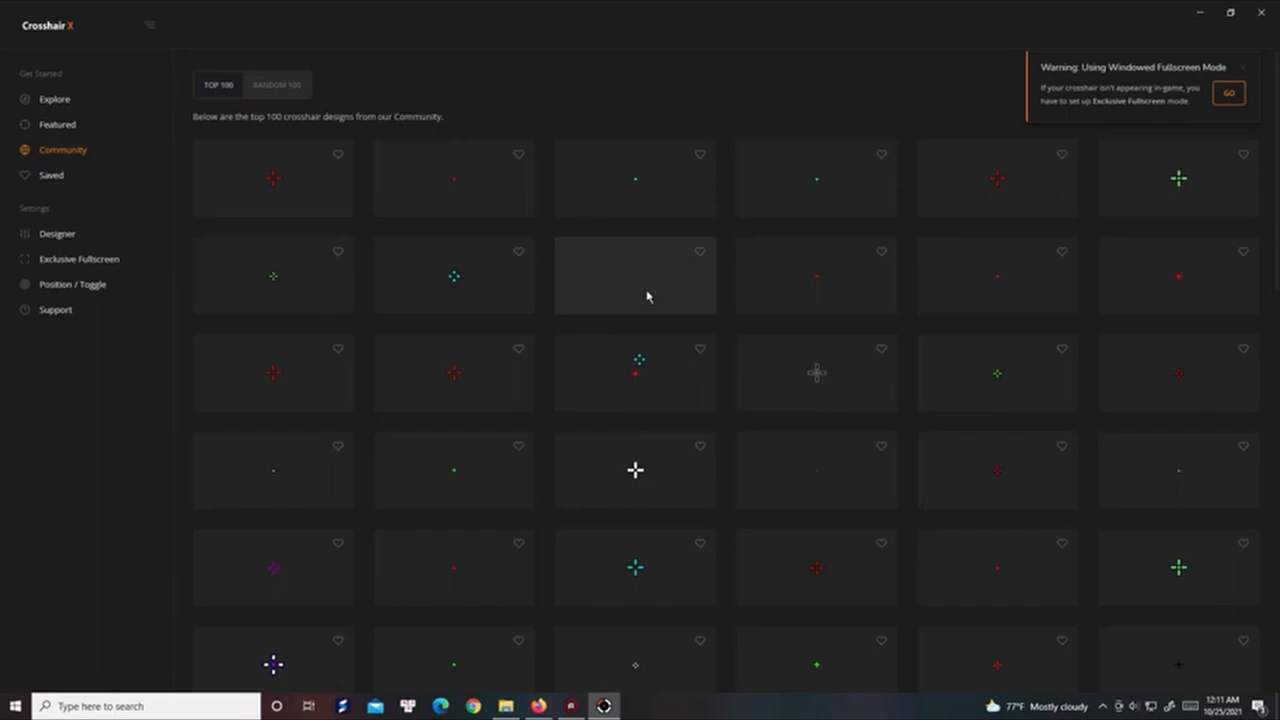 Crosshair X
Get Started
Explore
Featured
Community
Saved
Settings
Designer
Exclusive Fullscreen
Position / Toggle
Support
TOP 100
RANDOM 100
Below are the top 100 crosshair designs from our Community.
Warning: Using Windowed Fullscreen Mode
If your crosshair isn't appearing in-game, you
have to set up Exclusive Fullscreen mode.
GO
Type here to search
77°F Mostly cloudy
12:11 AM
10/25/2021